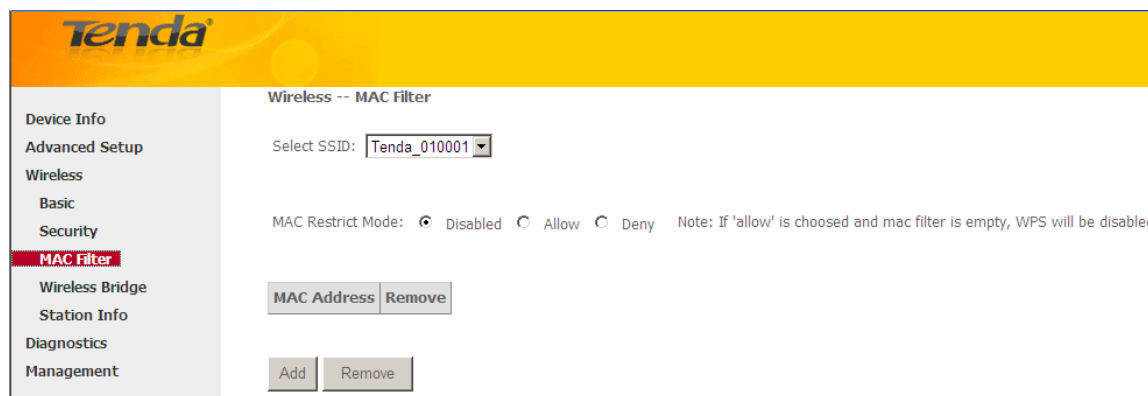 Tenda®
Device Info
Advanced Setup
Wireless
Basic
Security
MAC Filter
Wireless Bridge
Station Info
Diagnostics
Management
Wireless -- MAC Filter
Select SSID: Tenda_010001
MAC Restrict Mode: Disabled Allow Deny Note: If 'allow' is choosed and mac filter is empty, WPS will be disabled
MAC Address Remove
Add Remove